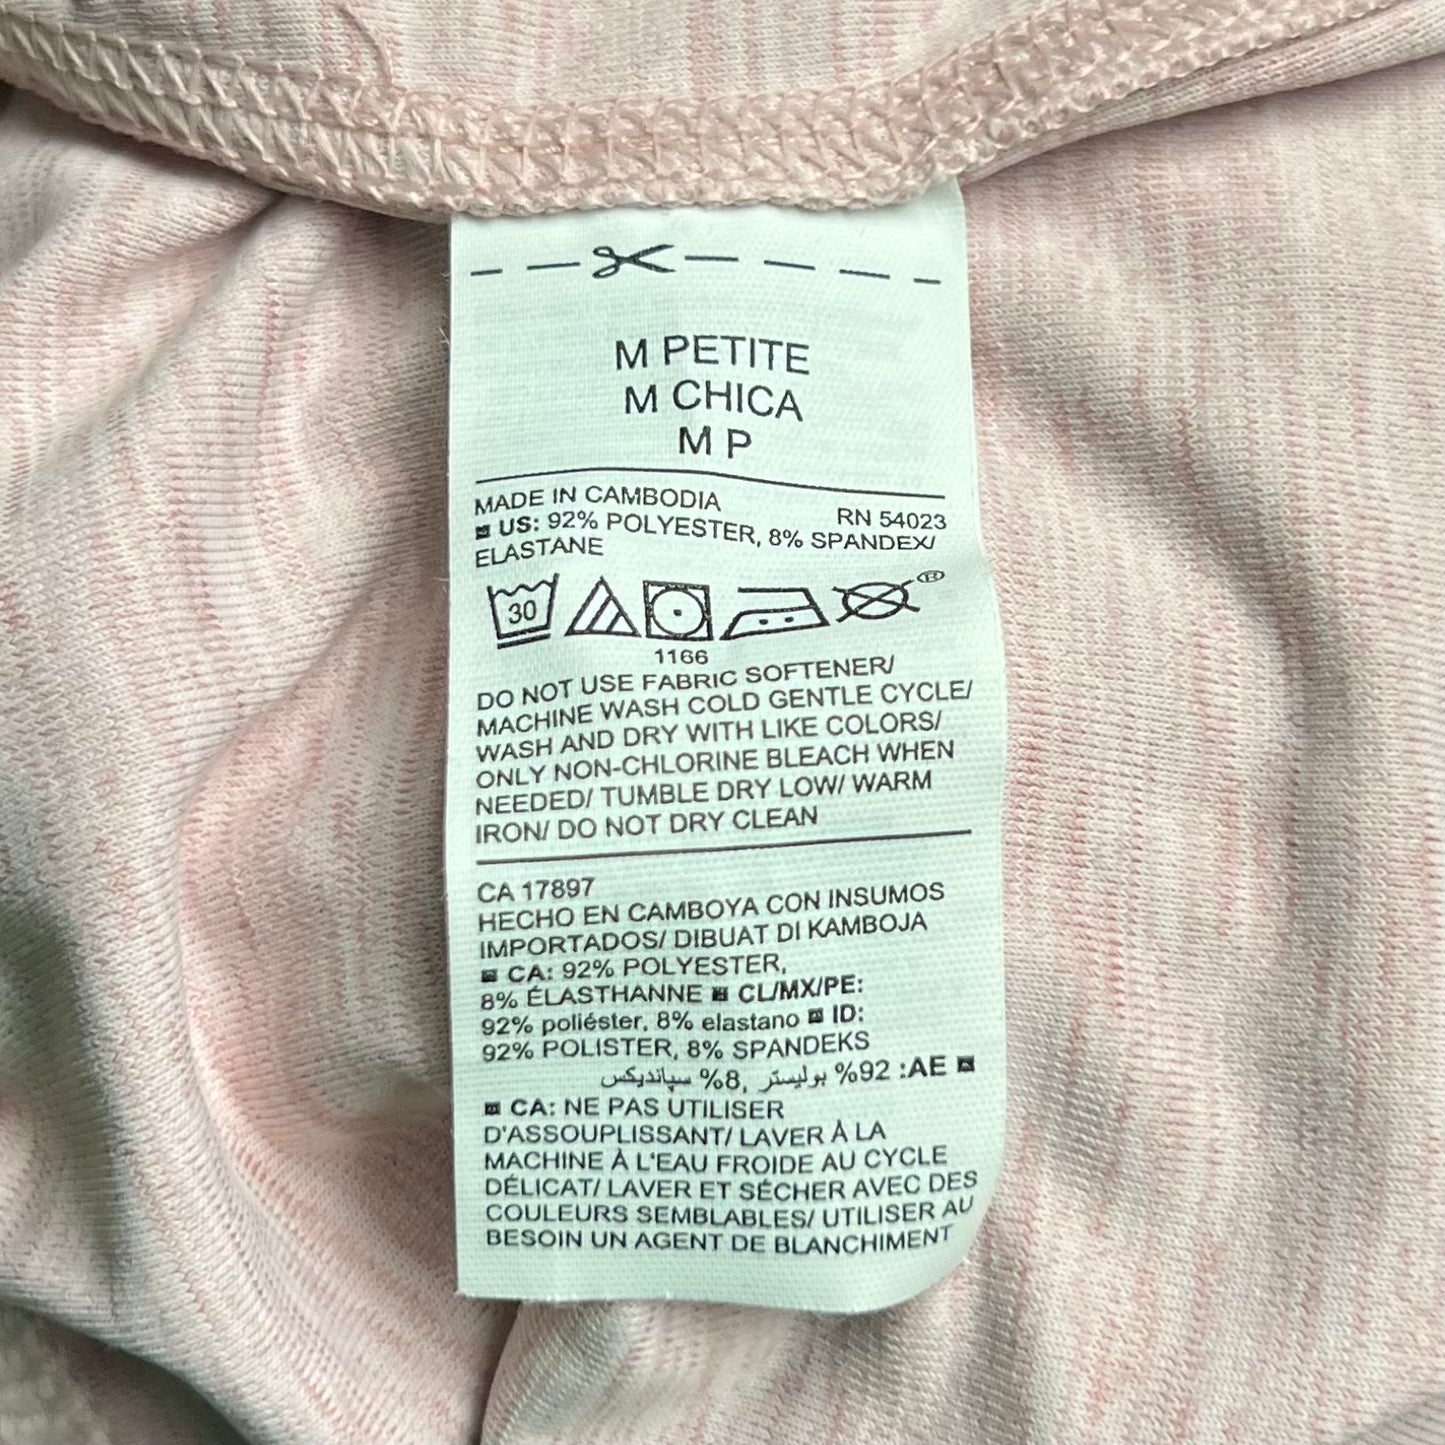 M PETITE
M CHICA
M P
MADE IN CAMBODIA
RN 54023
US: 92% POLYESTER, 8% SPANDEX/
ELASTANE
30
®
1166
DO NOT USE FABRIC SOFTENER/
MACHINE WASH COLD GENTLE CYCLE/
WASH AND DRY WITH LIKE COLORS/
ONLY NON-CHLORINE BLEACH WHEN
NEEDED/ TUMBLE DRY LOW/ WARM
IRON/ DO NOT DRY CLEAN
CA 17897
HECHO EN CAMBOYA CON INSUMOS
IMPORTADOS/ DIBUAT DI KAMBOJA
CA: 92% POLYESTER,
8% ÉLASTHANNE CL/MX/PE:
92% poliéster, 8% elastano ID:
92% POLISTER, 8% SPANDEKS
AE: 92% بوليستر, 8% سپانديكس
CA: NE PAS UTILISER
D'ASSOUPLISSANT/ LAVER À LA
MACHINE À L'EAU FROIDE AU CYCLE
DÉLICAT/ LAVER ET SÉCHER AVEC DES
COULEURS SEMBLABLES/ UTILISER AU
BESOIN UN AGENT DE BLANCHIMENT